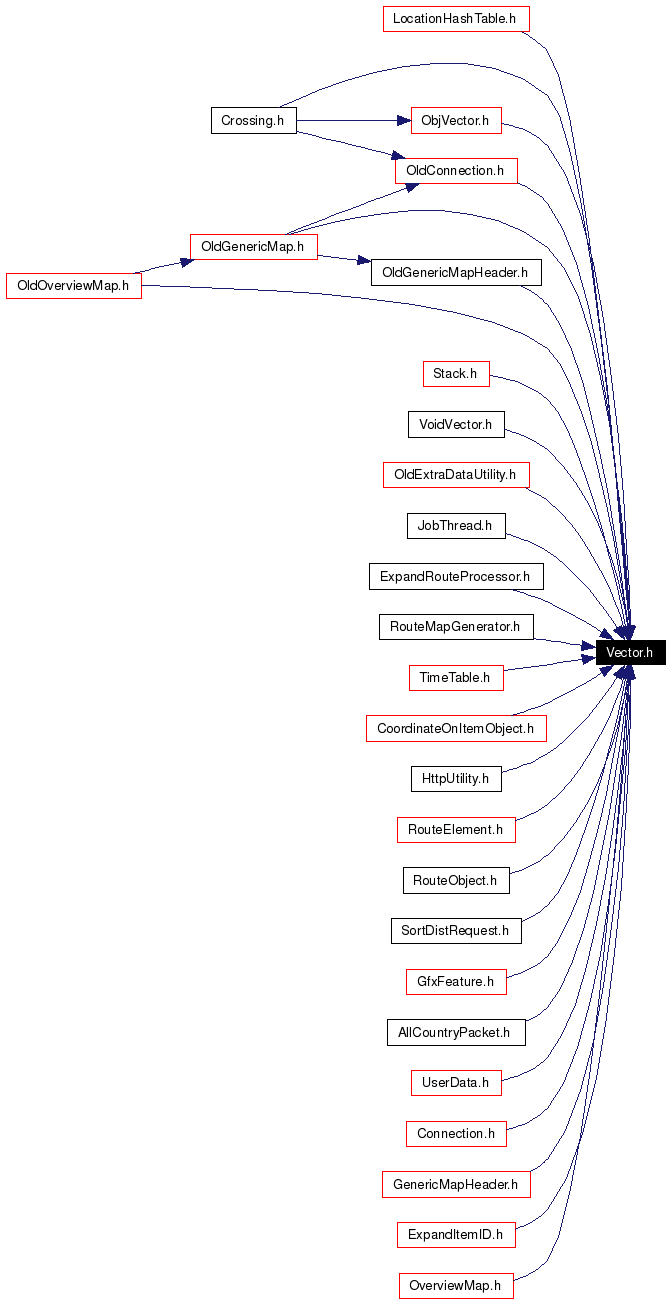 LocationHashTable.h
Crossing.h
ObjVector.h
OldConnection.h
OldGenericMap.h
OldGenericMapHeader.h
OldOverviewMap.h
Stack.h
VoidVector.h
OldExtraDataUtility.h
JobThread.h
ExpandRouteProcessor.h
RouteMapGenerator.h
Vector.h
TimeTable.h
CoordinateOnItemObject.h
HttpUtility.h
RouteElement.h
RouteObject.h
SortDistRequest.h
GfxFeature.h
AllCountryPacket.h
UserData.h
Connection.h
GenericMapHeader.h
ExpandItemID.h
OverviewMap.h